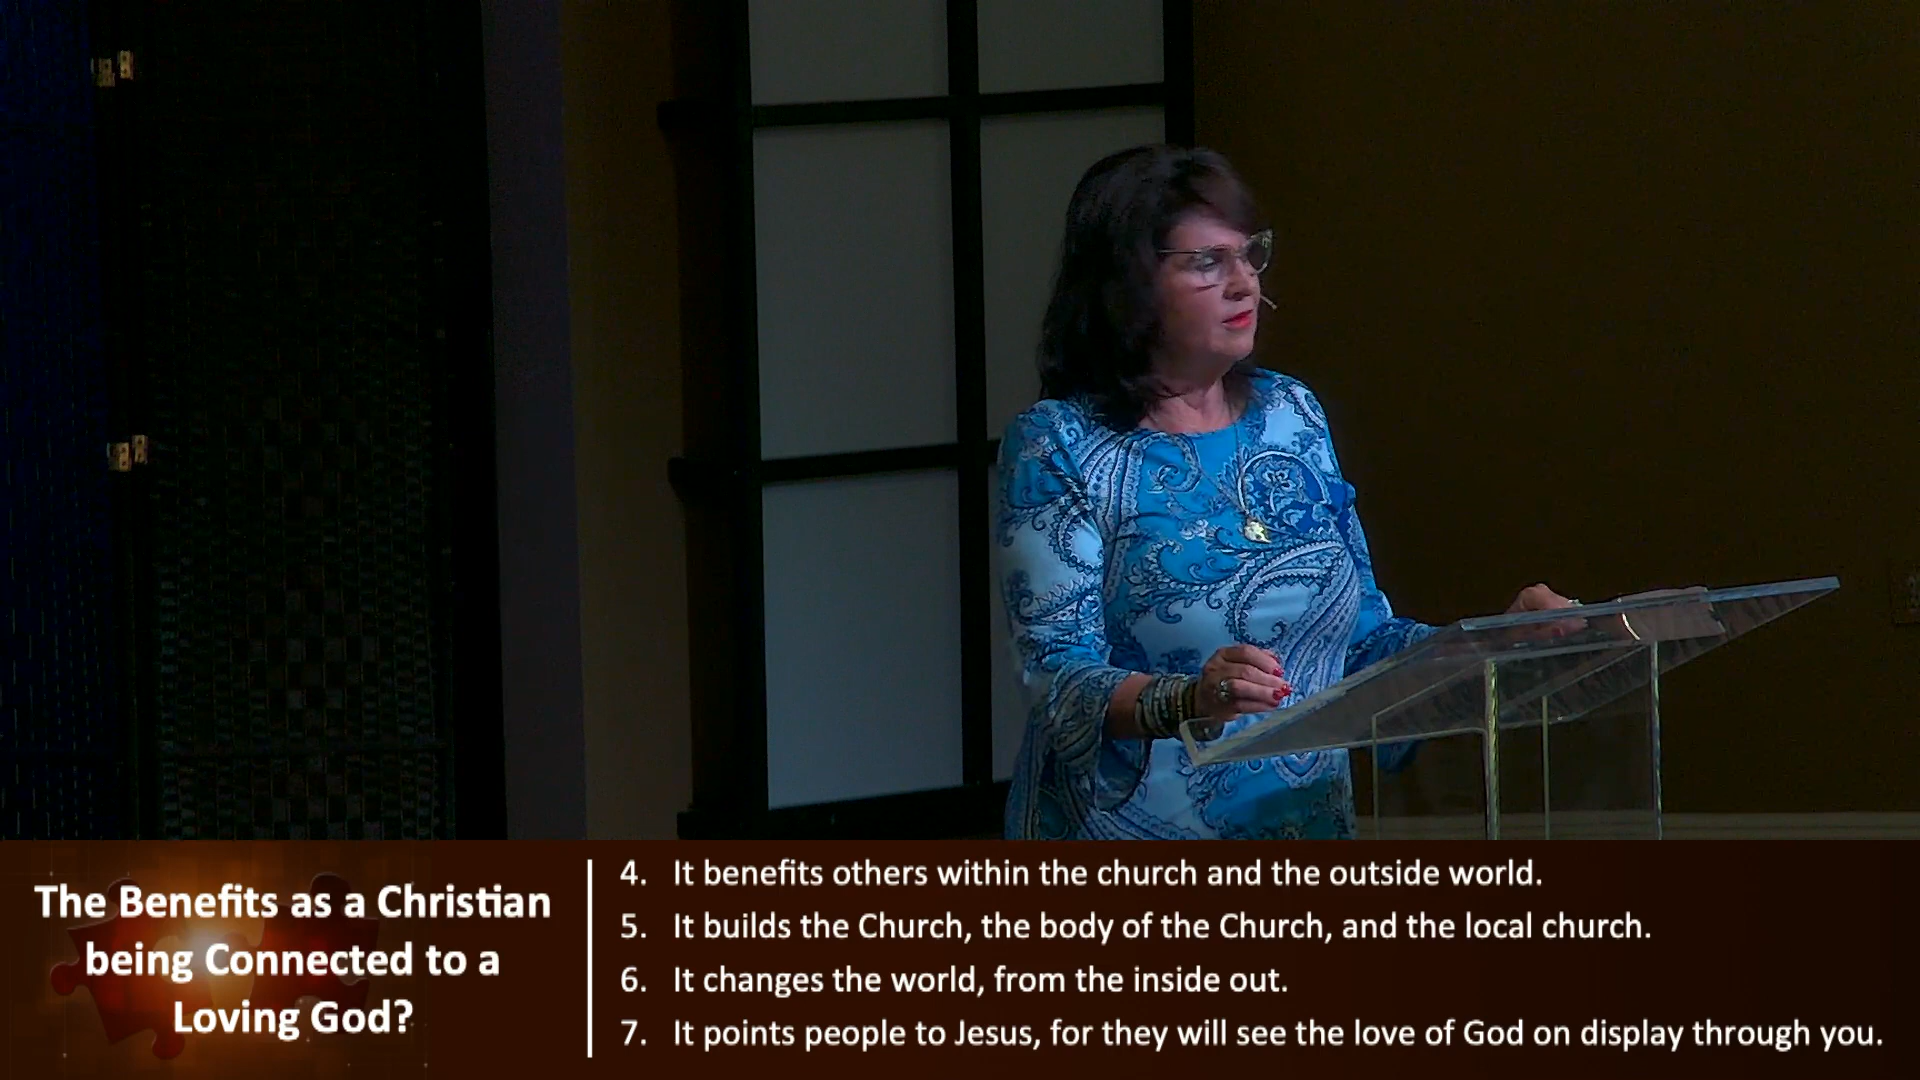 The Benefits as a Christian
being Connected to a
Loving God?
4. It benefits others within the church and the outside world.
5. It builds the Church, the body of the Church, and the local church.
6. It changes the world, from the inside out.
7. It points people to Jesus, for they will see the love of God on display through you.